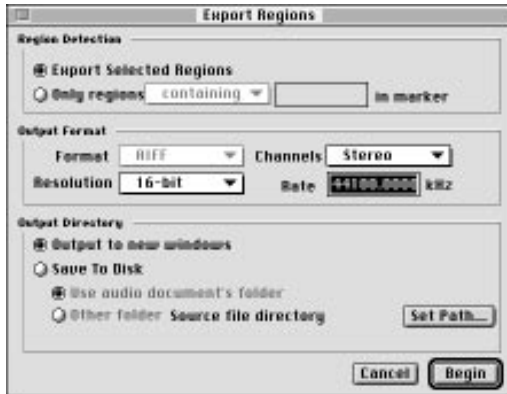 Export Regions
Region Detection
Export Selected Regions
Only regions containing in marker
Output Format
Format AIFF Channels Stereo
Resolution 16-bit Rate 44100.0000 kHz
Output Directory
Output to new windows
Save To Disk
Use audio document's folder
Other folder Source file directory Set Path...
Cancel Begin